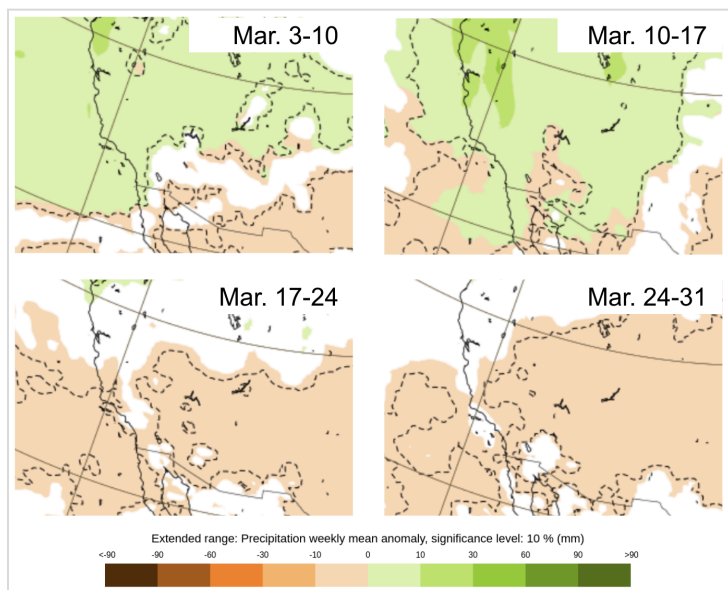 Mar. 3-10
Mar. 10-17
Mar. 17-24
Mar. 24-31
Extended range: Precipitation weekly mean anomaly, significance level: 10 % (mm)
<-90 -90 -60 -30 -10 0 10 30 60 90 >90